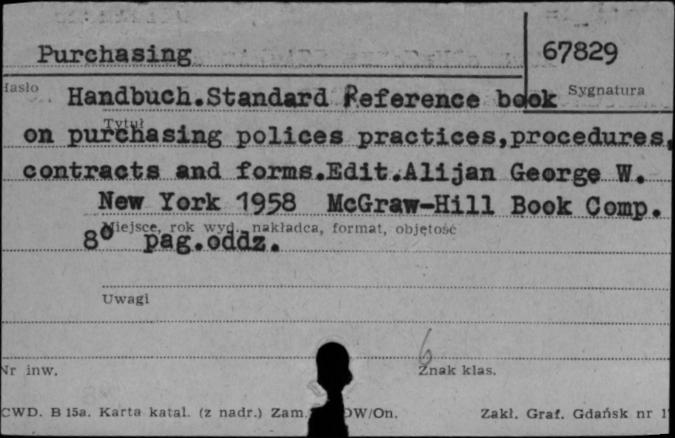 Purchasing 67829
Hasło Sygnatura
Handbuch.Standard Reference book
Tytuł
on purchasing polices practices,procedures,
contracts and forms.Edit.Alijan George W.
New York 1958 McGraw-Hill Book Comp.
Miejsce, rok wyd., nakładca, format, objętość
8° pag.oddz.
Uwagi
6
Nr inw. Znak klas.
CWD. B 15a. Karta katal. (z nadr.) Zam. DW/On. Zakł. Graf. Gdańsk nr